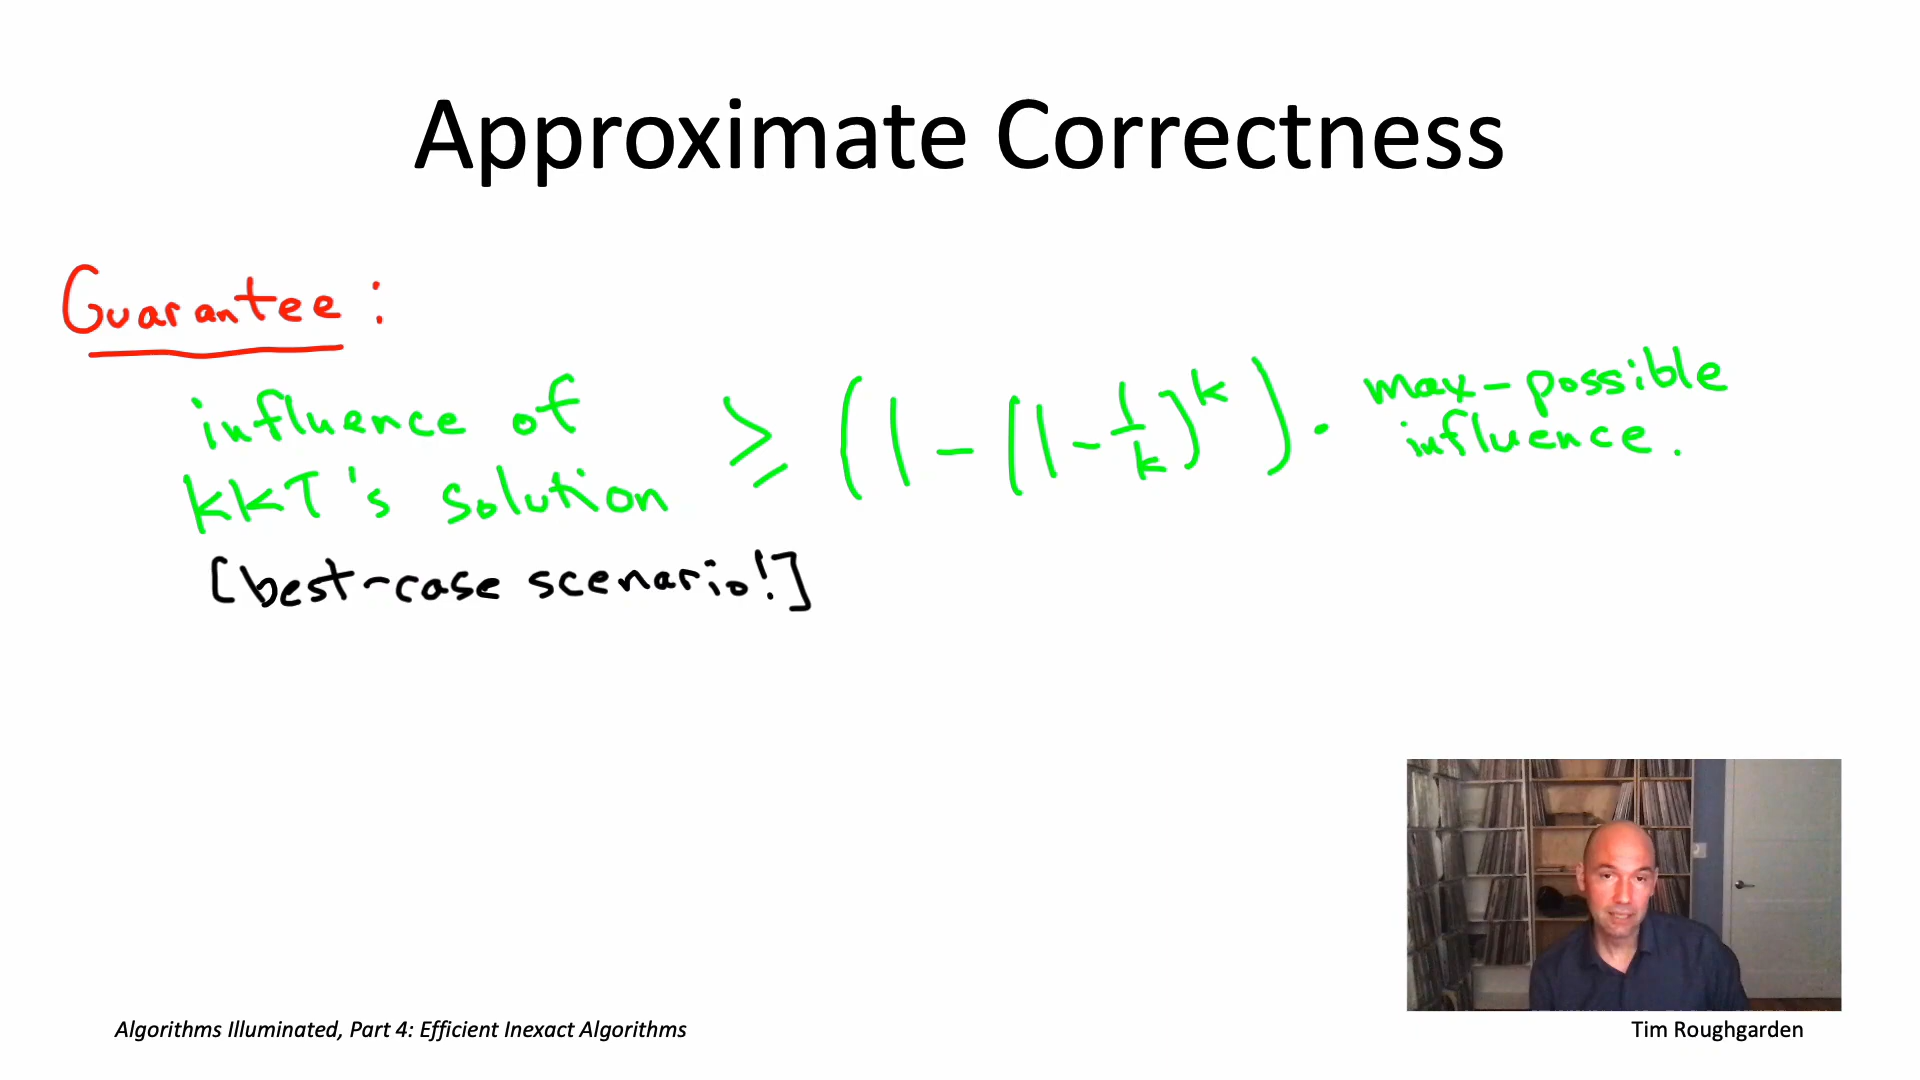 Approximate Correctness
Guarantee:
influence of
kkT's solution ≥ (1 - (1 - 1/k)^k) · max-possible influence.
[best-case scenario!]
Algorithms Illuminated, Part 4: Efficient Inexact Algorithms
Tim Roughgarden